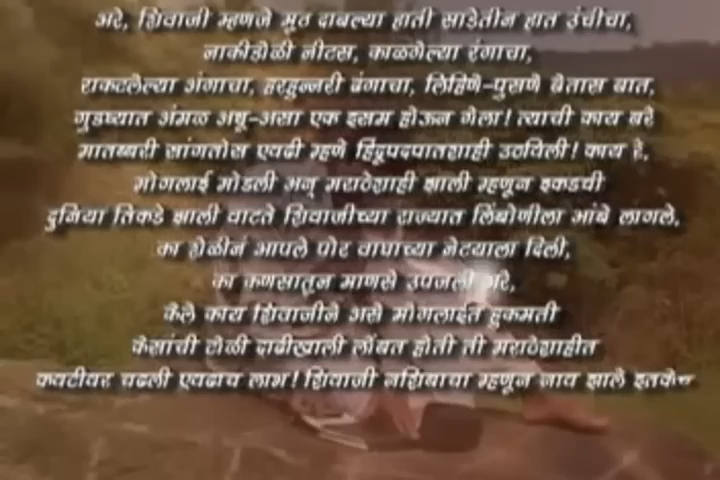 अरे, शिवाजी म्हणजे मूठ दाबल्या हाती साडेतीन हात उंचीचा,
नाकीडोळी नीटस, काळगेल्या रंगाचा,
राकटलेल्या अंगाचा, हरहुन्नरी ढंगाचा, लिहिणे-पुसणे बेतास बात,
गुडघ्यात अंमळ अधू-असा एक इसम होऊन गेला! त्याची काय बरे
मातब्बरी सांगतोस एवढी म्हणे हिंदूपदपातशाही उठविली! काय रे,
मोगलाई मोडली अन् मराठेशाही झाली म्हणून इकडची
दुनिया तिकडे झाली वाटते शिवाजीच्या राज्यात लिंबोणीला आंबे लागले,
का शेळीनं आपले पोर वाघाच्या भेटयाला दिली,
का कणसातून माणसे उपजली अरे,
केले काय शिवाजीने असे मोगलाईत हुकमती
केसांची शेळी दाढीखाली लोंबत होती ती मराठेशाहीत
कवटीवर चढली एवढाच लाभ! शिवाजी नशिबाचा म्हणून नाव झाले इतकेच